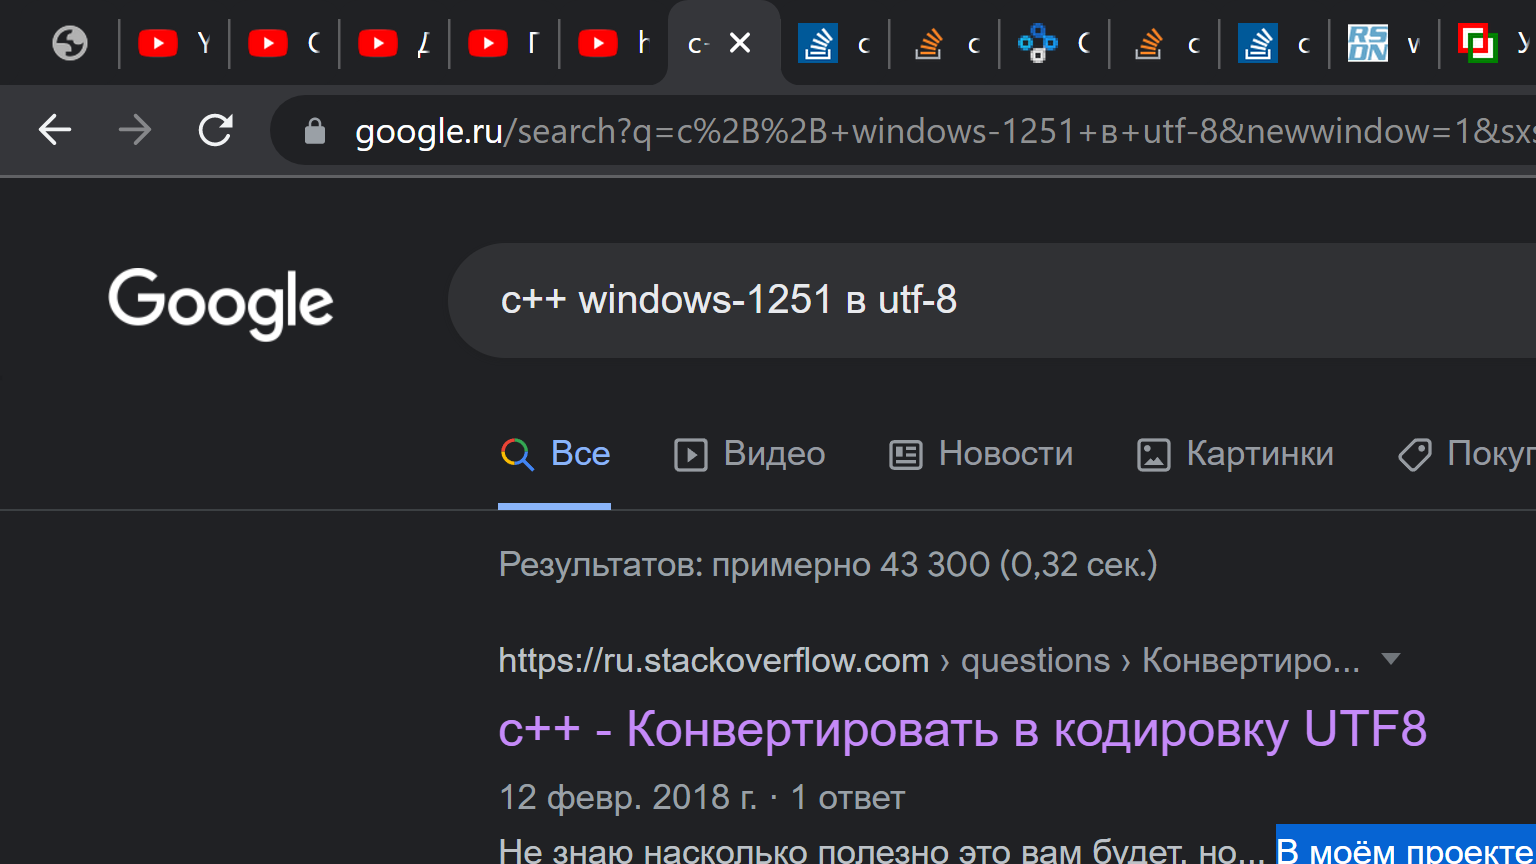 google.ru/search?q=c%2B%2B+windows-1251+в+utf-8&newwindow=1&sxs
Google
c++ windows-1251 в utf-8
Все Видео Новости Картинки Покуп
Результатов: примерно 43 300 (0,32 сек.)
https://ru.stackoverflow.com › questions › Конвертиро...
c++ - Конвертировать в кодировку UTF8
12 февр. 2018 г. · 1 ответ
Не знаю насколько полезно это вам будет, но... В моём проекте